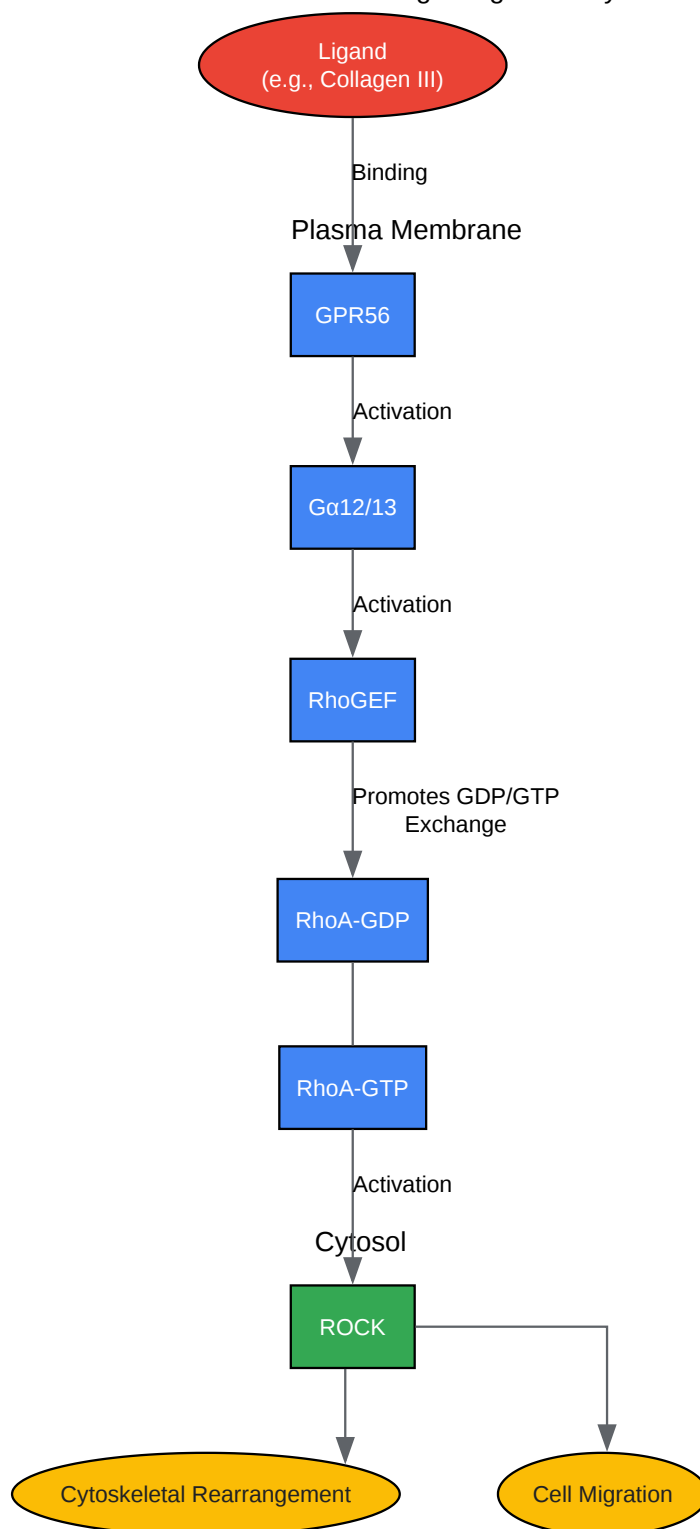 Ligand
(e.g., Collagen III)
Binding
Plasma Membrane
GPR56
Activation
Gα12/13
Activation
RhoGEF
Promotes GDP/GTP
Exchange
RhoA-GDP
RhoA-GTP
Activation
Cytosol
ROCK
Cytoskeletal Rearrangement
Cell Migration